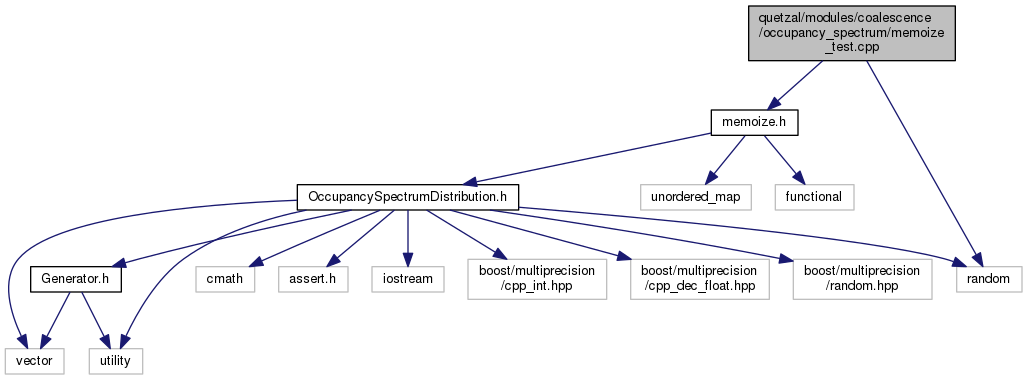 quetzal/modules/coalescence
/occupancy_spectrum/memoize
_test.cpp
memoize.h
OccupancySpectrumDistribution.h
unordered_map
functional
Generator.h
cmath
assert.h
iostream
boost/multiprecision
/cpp_int.hpp
boost/multiprecision
/cpp_dec_float.hpp
boost/multiprecision
/random.hpp
random
vector
utility